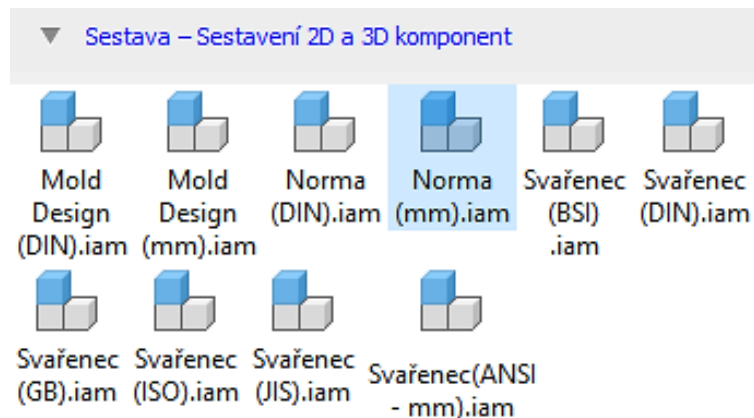 Sestava – Sestavení 2D a 3D komponent
Mold Design (DIN).iam
Mold Design (mm).iam
Norma (DIN).iam
Norma (mm).iam
Svařenec (BSI) .iam
Svařenec (DIN).iam
Svařenec (GB).iam
Svařenec (ISO).iam
Svařenec (JIS).iam
Svařenec(ANSI - mm).iam